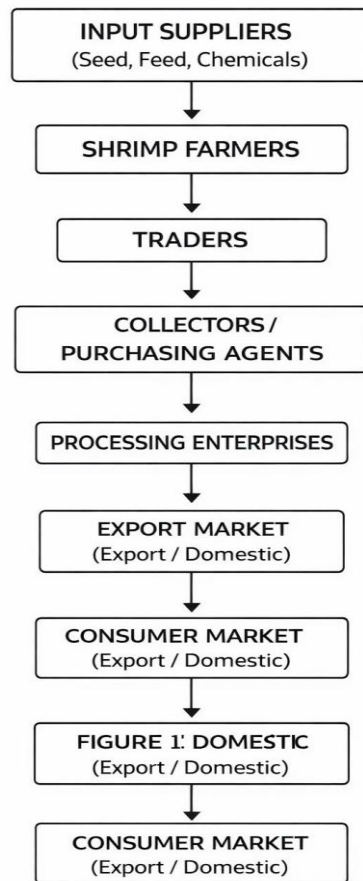 INPUT SUPPLIERS
(Seed, Feed, Chemicals)
SHRIMP FARMERS
TRADERS
COLLECTORS /
PURCHASING AGENTS
PROCESSING ENTERPRISES
EXPORT MARKET
(Export / Domestic)
CONSUMER MARKET
(Export / Domestic)
FIGURE 1: DOMESTIC
(Export / Domestic)
CONSUMER MARKET
(Export / Domestic)